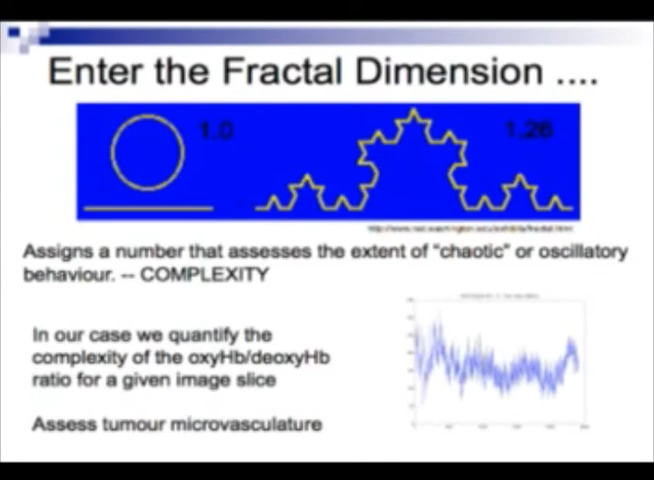 Enter the Fractal Dimension ....
1.0
1.26
Assigns a number that assesses the extent of "chaotic" or oscillatory
behaviour. -- COMPLEXITY
In our case we quantify the
complexity of the oxyHb/deoxyHb
ratio for a given image slice
Assess tumour microvasculature